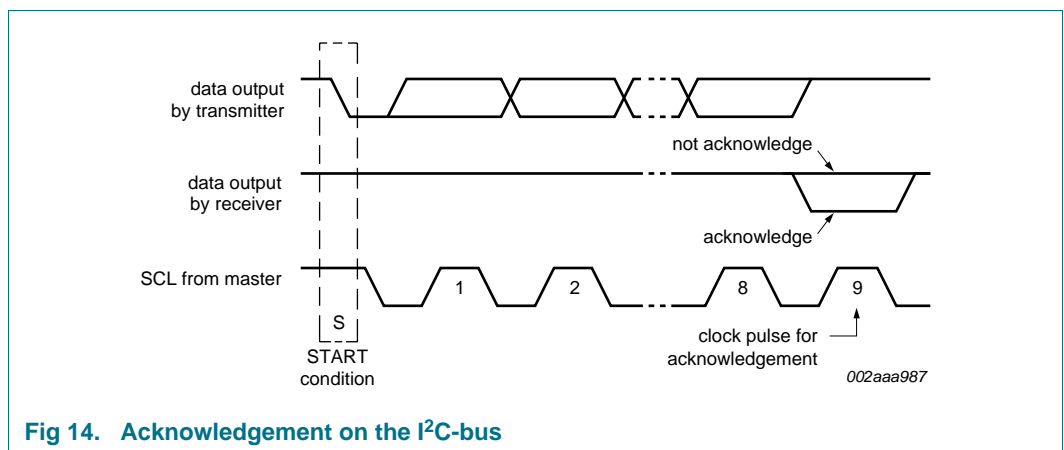 data output
by transmitter
not acknowledge
data output
by receiver
acknowledge
SCL from master
1
2
8
9
S
START
condition
clock pulse for
acknowledgement
002aaa987
Fig 14. Acknowledgement on the I²C-bus